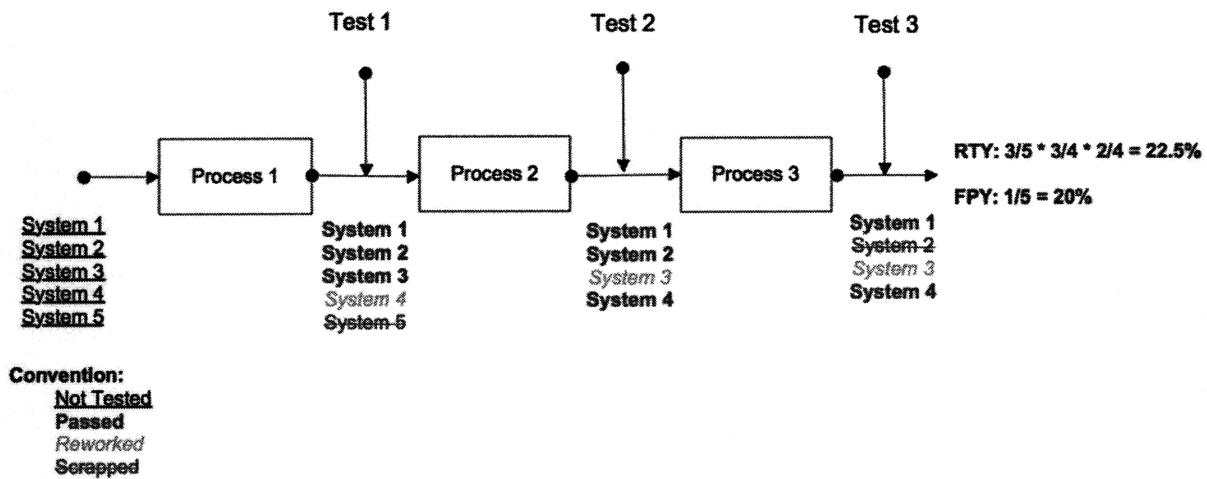 Test 1
Test 2
Test 3
Process 1
Process 2
Process 3
RTY: 3/5 * 3/4 * 2/4 = 22.5%
FPY: 1/5 = 20%
System 1
System 2
System 3
System 4
System 5
System 1
System 2
System 3
System 4
System 5
System 1
System 2
System 3
System 4
System 1
System 2
System 3
System 4
Convention:
Not Tested
Passed
Reworked
Scrapped